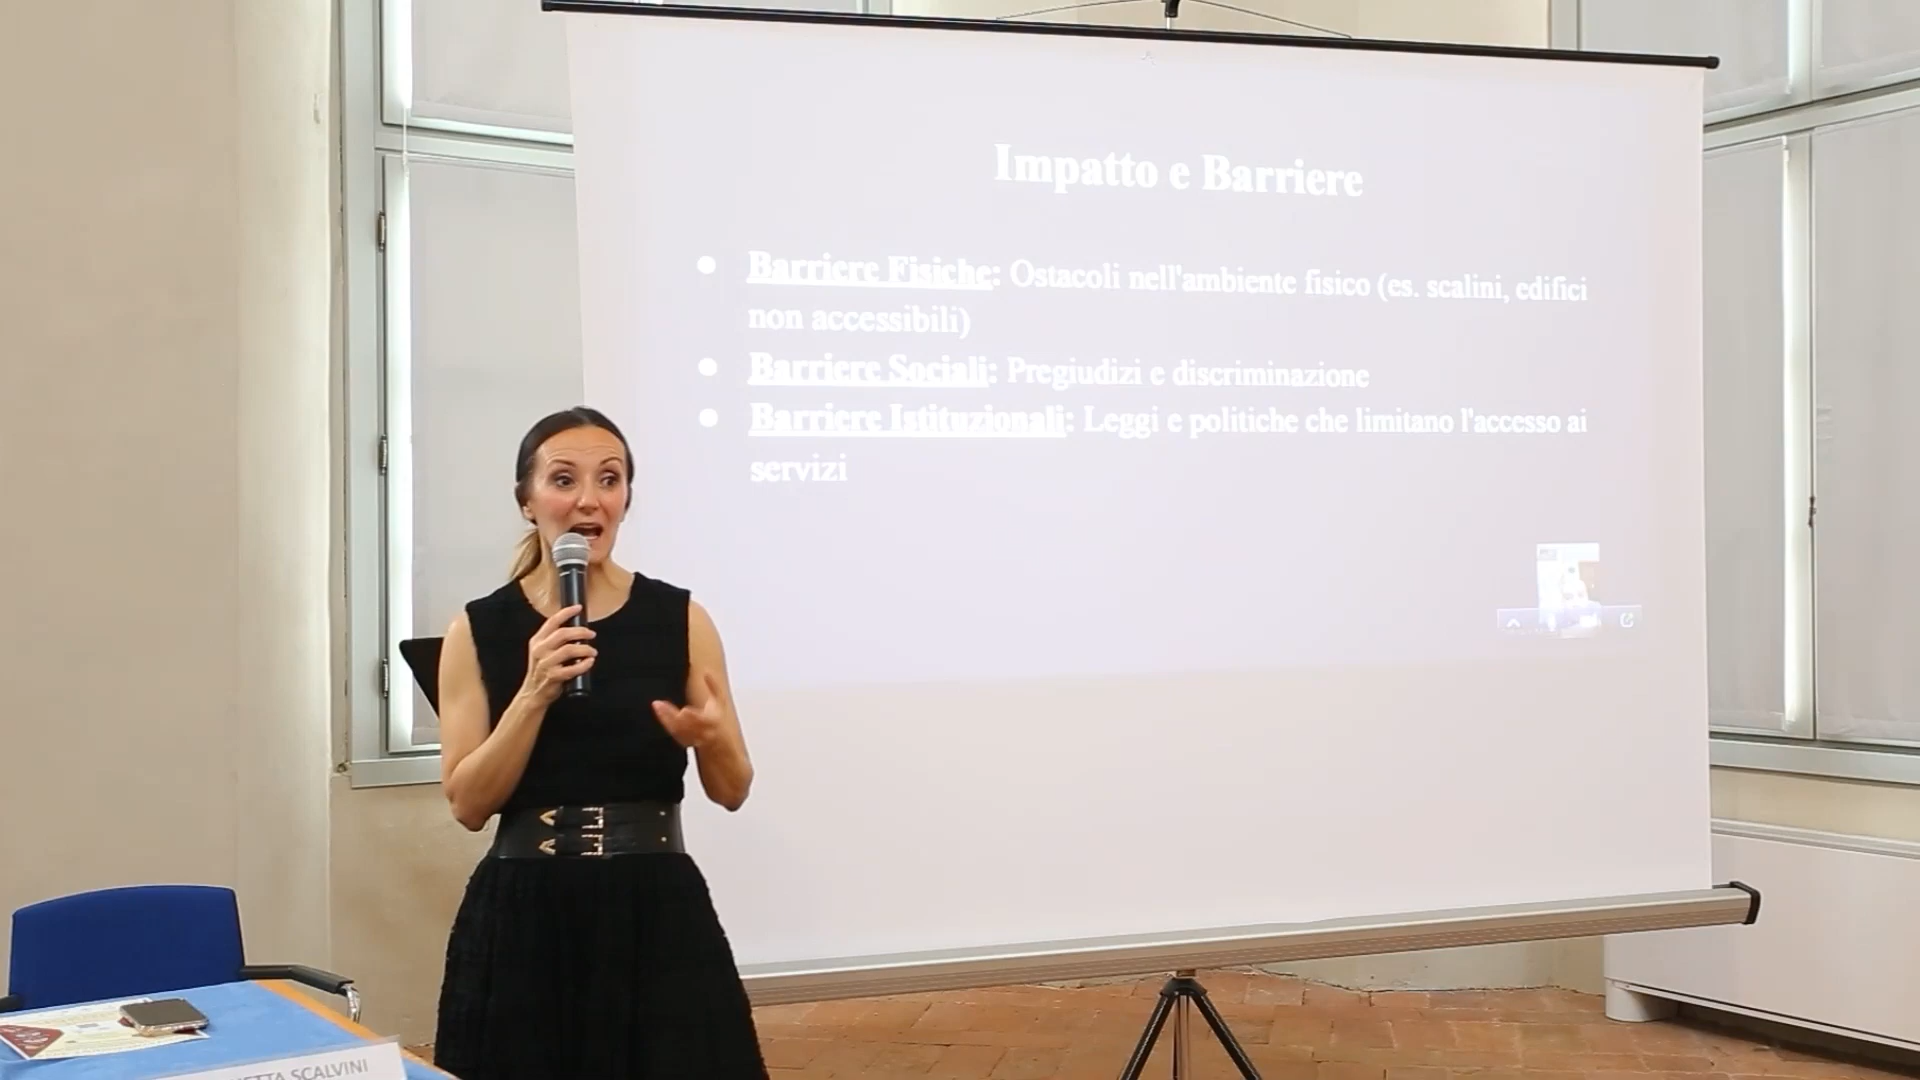 Impatto e Barriere
Barriere Fisiche: Ostacoli nell'ambiente fisico (es. scalini, edifici
non accessibili)
Barriere Sociali: Pregiudizi e discriminazione
Barriere Istituzionali: Leggi e politiche che limitano l'accesso ai
servizi
SCALVINI